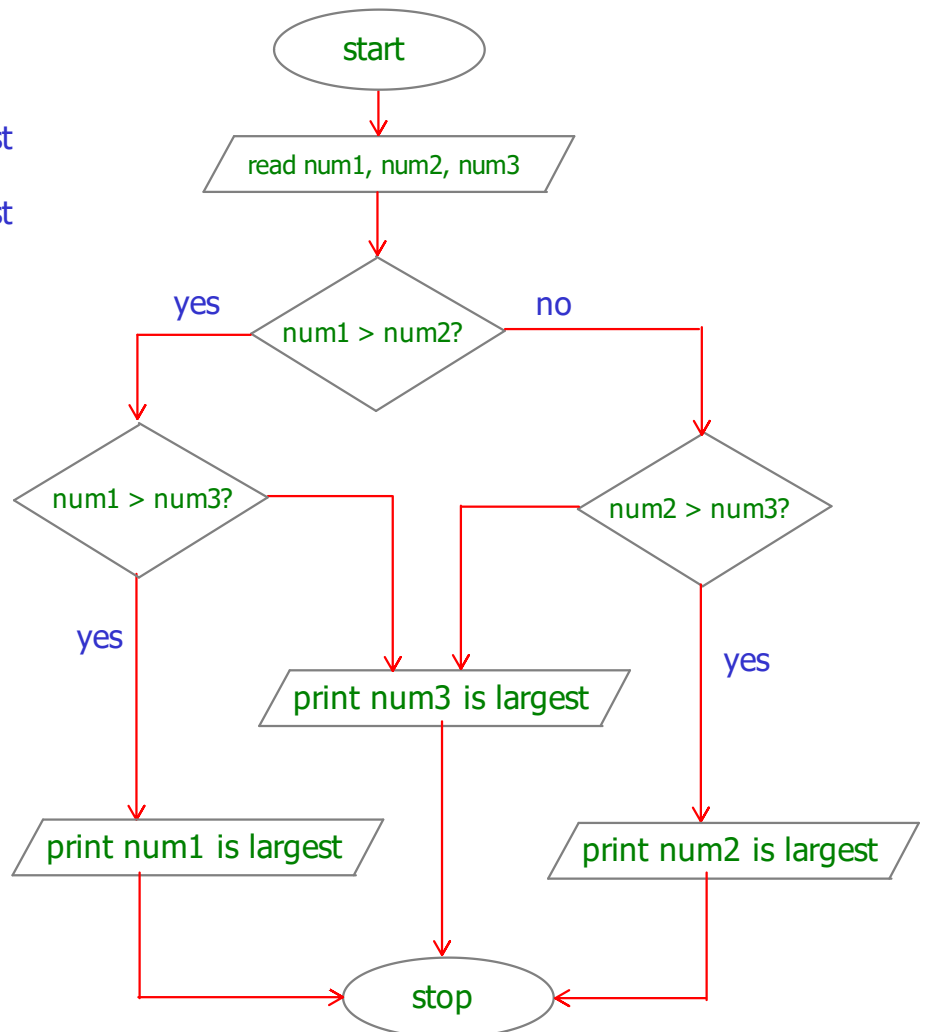 start
read num1, num2, num3
yes
no
num1 > num2?
num1 > num3?
num2 > num3?
yes
yes
print num3 is largest
print num1 is largest
print num2 is largest
stop